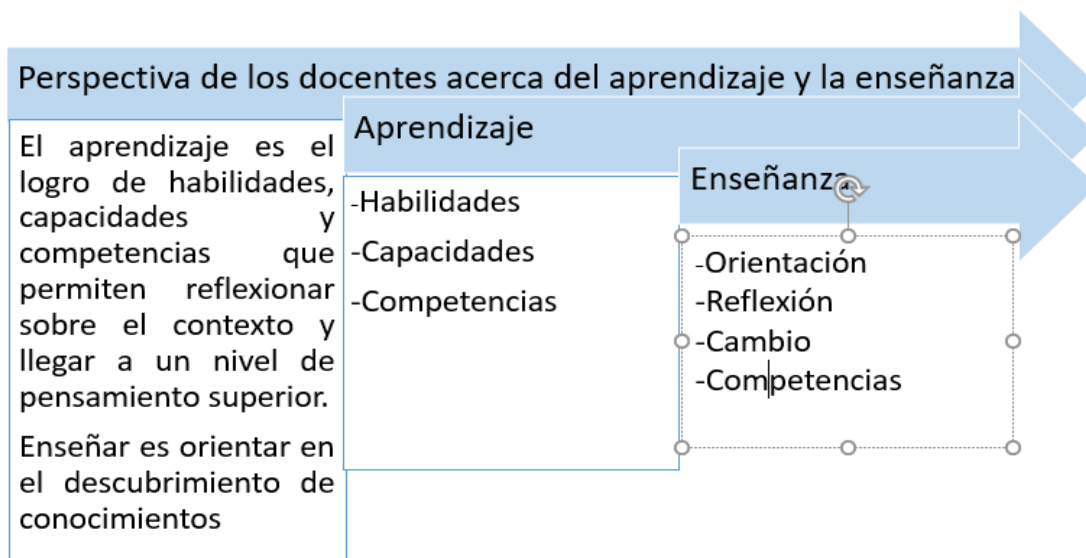 Perspectiva de los docentes acerca del aprendizaje y la enseñanza
El aprendizaje es el
logro de habilidades,
capacidades y
competencias que
permiten reflexionar
sobre el contexto y
llegar a un nivel de
pensamiento superior.
Enseñar es orientar en
el descubrimiento de
conocimientos
Aprendizaje
-Habilidades
-Capacidades
-Competencias
Enseñanza
-Orientación
-Reflexión
-Cambio
-Competencias